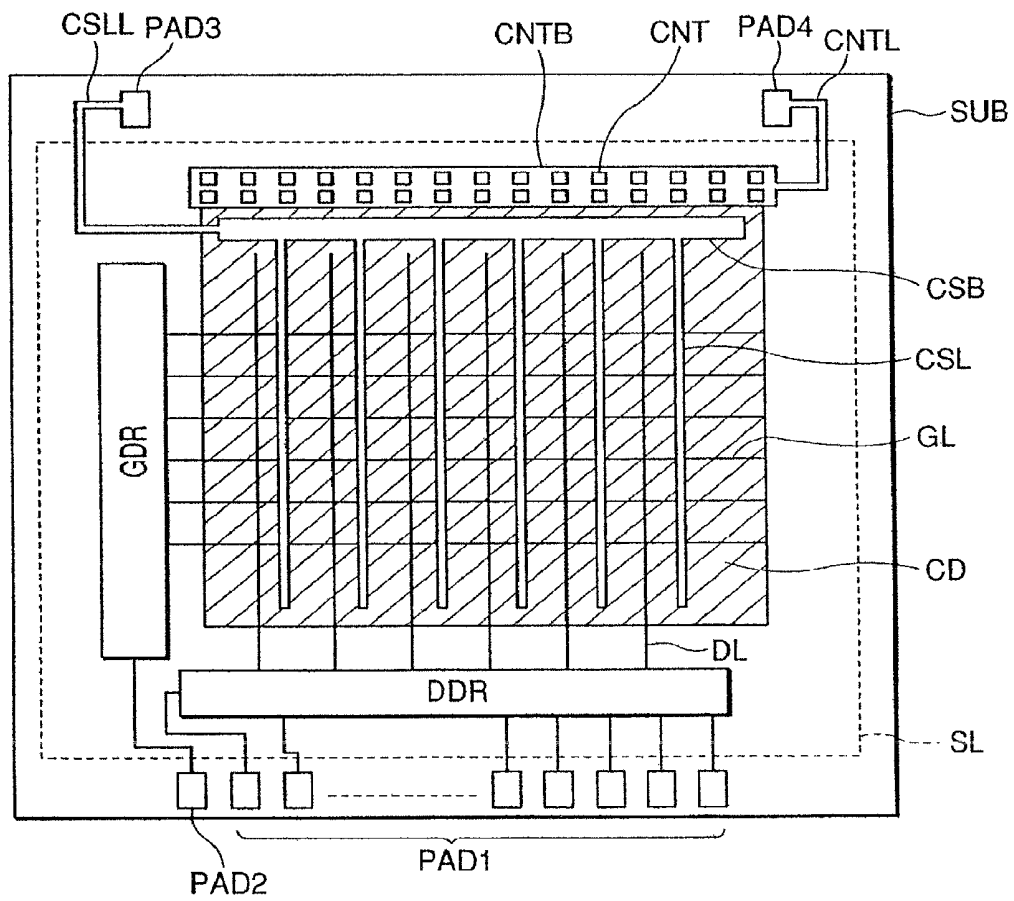 CSLL
PAD3
CNTB
CNT
PAD4
CNTL
SUB
CSB
CSL
GL
GDR
CD
DL
DDR
SL
PAD1
PAD2